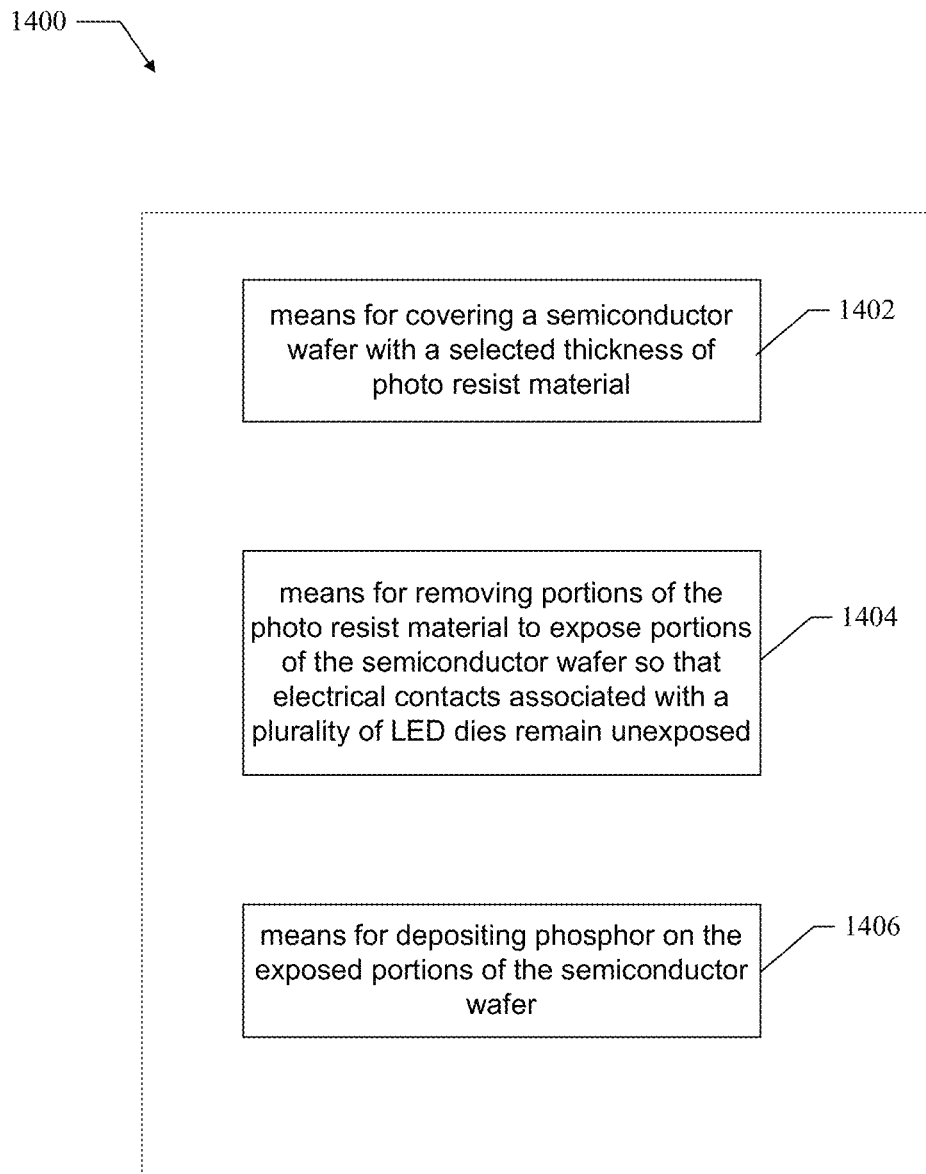 1400
means for covering a semiconductor
wafer with a selected thickness of
photo resist material
1402
means for removing portions of the
photo resist material to expose portions
of the semiconductor wafer so that
electrical contacts associated with a
plurality of LED dies remain unexposed
1404
means for depositing phosphor on the
exposed portions of the semiconductor
wafer
1406